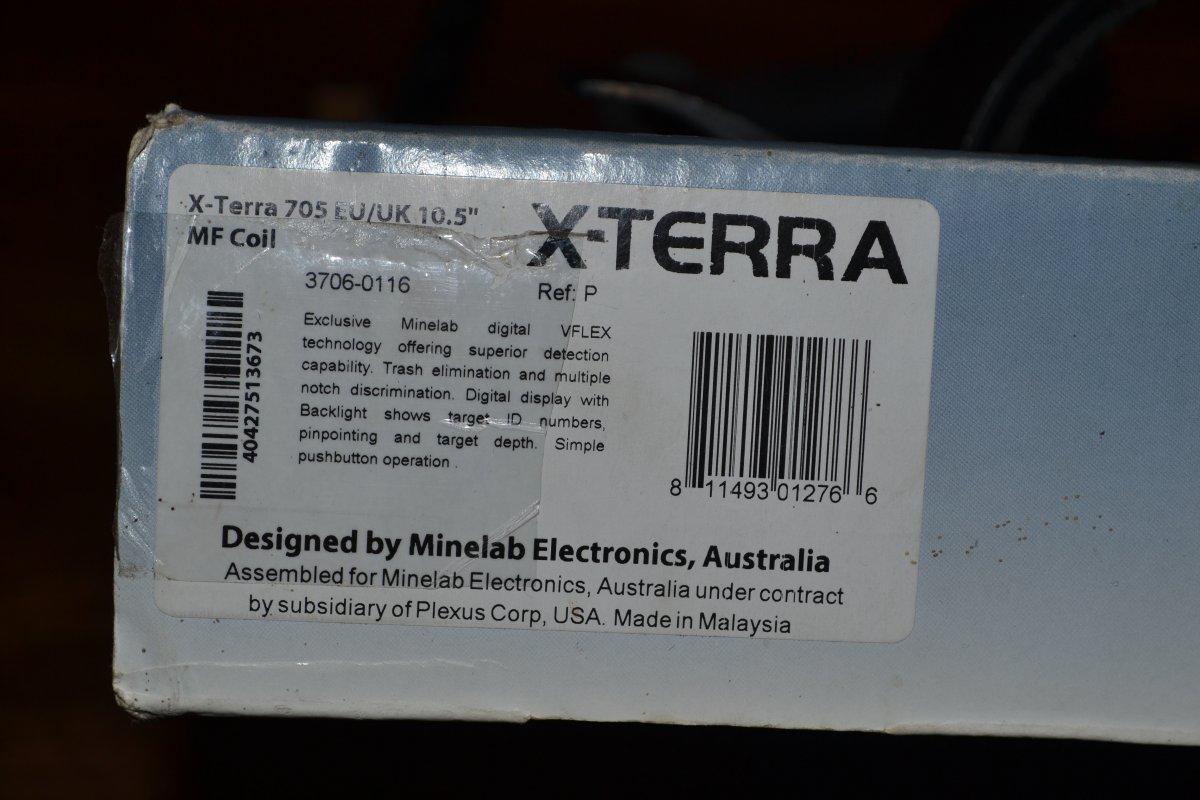 X-Terra 705 EU/UK 10.5"
MF Coil
X-TERRA
3706-0116
Ref: P
40427513673
Exclusive Minelab digital VFLEX
technology offering superior detection
capability. Trash elimination and multiple
notch discrimination. Digital display with
Backlight shows target ID numbers,
pinpointing and target depth. Simple
pushbutton operation .
8 11493 01276 6
Designed by Minelab Electronics, Australia
Assembled for Minelab Electronics, Australia under contract
by subsidiary of Plexus Corp, USA. Made in Malaysia